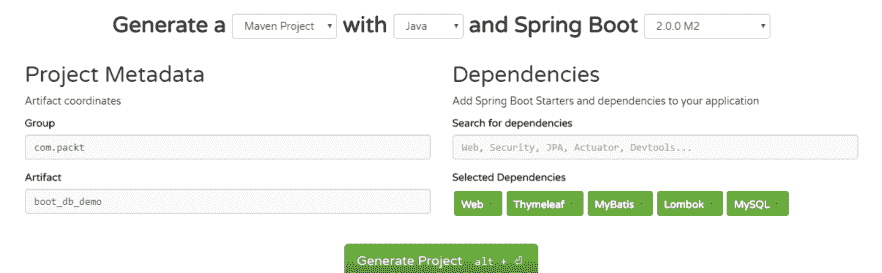 Generate a Maven Project with Java and Spring Boot 2.0.0 M2
Project Metadata
Artifact coordinates
Group
com.packt
Artifact
boot_db_demo
Dependencies
Add Spring Boot Starters and dependencies to your application
Search for dependencies
Web, Security, JPA, Actuator, Devtools...
Selected Dependencies
Web Thymeleaf MyBatis Lombok MySQL
Generate Project alt + ⏎